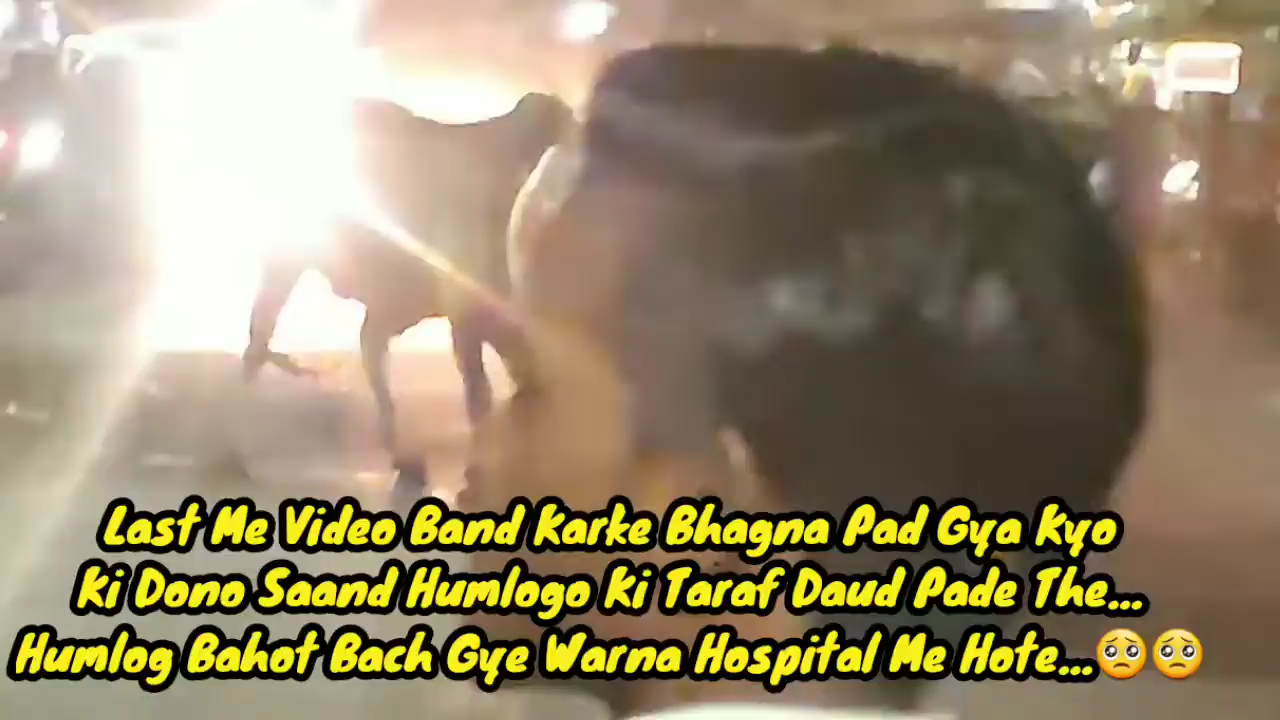 Last Me Video Band Karke Bhagna Pad Gya Kyo
Ki Dono Saand Humlogo Ki Taraf Daud Pade The...
Humlog Bahot Bach Gye Warna Hospital Me Hote...🥺🥺